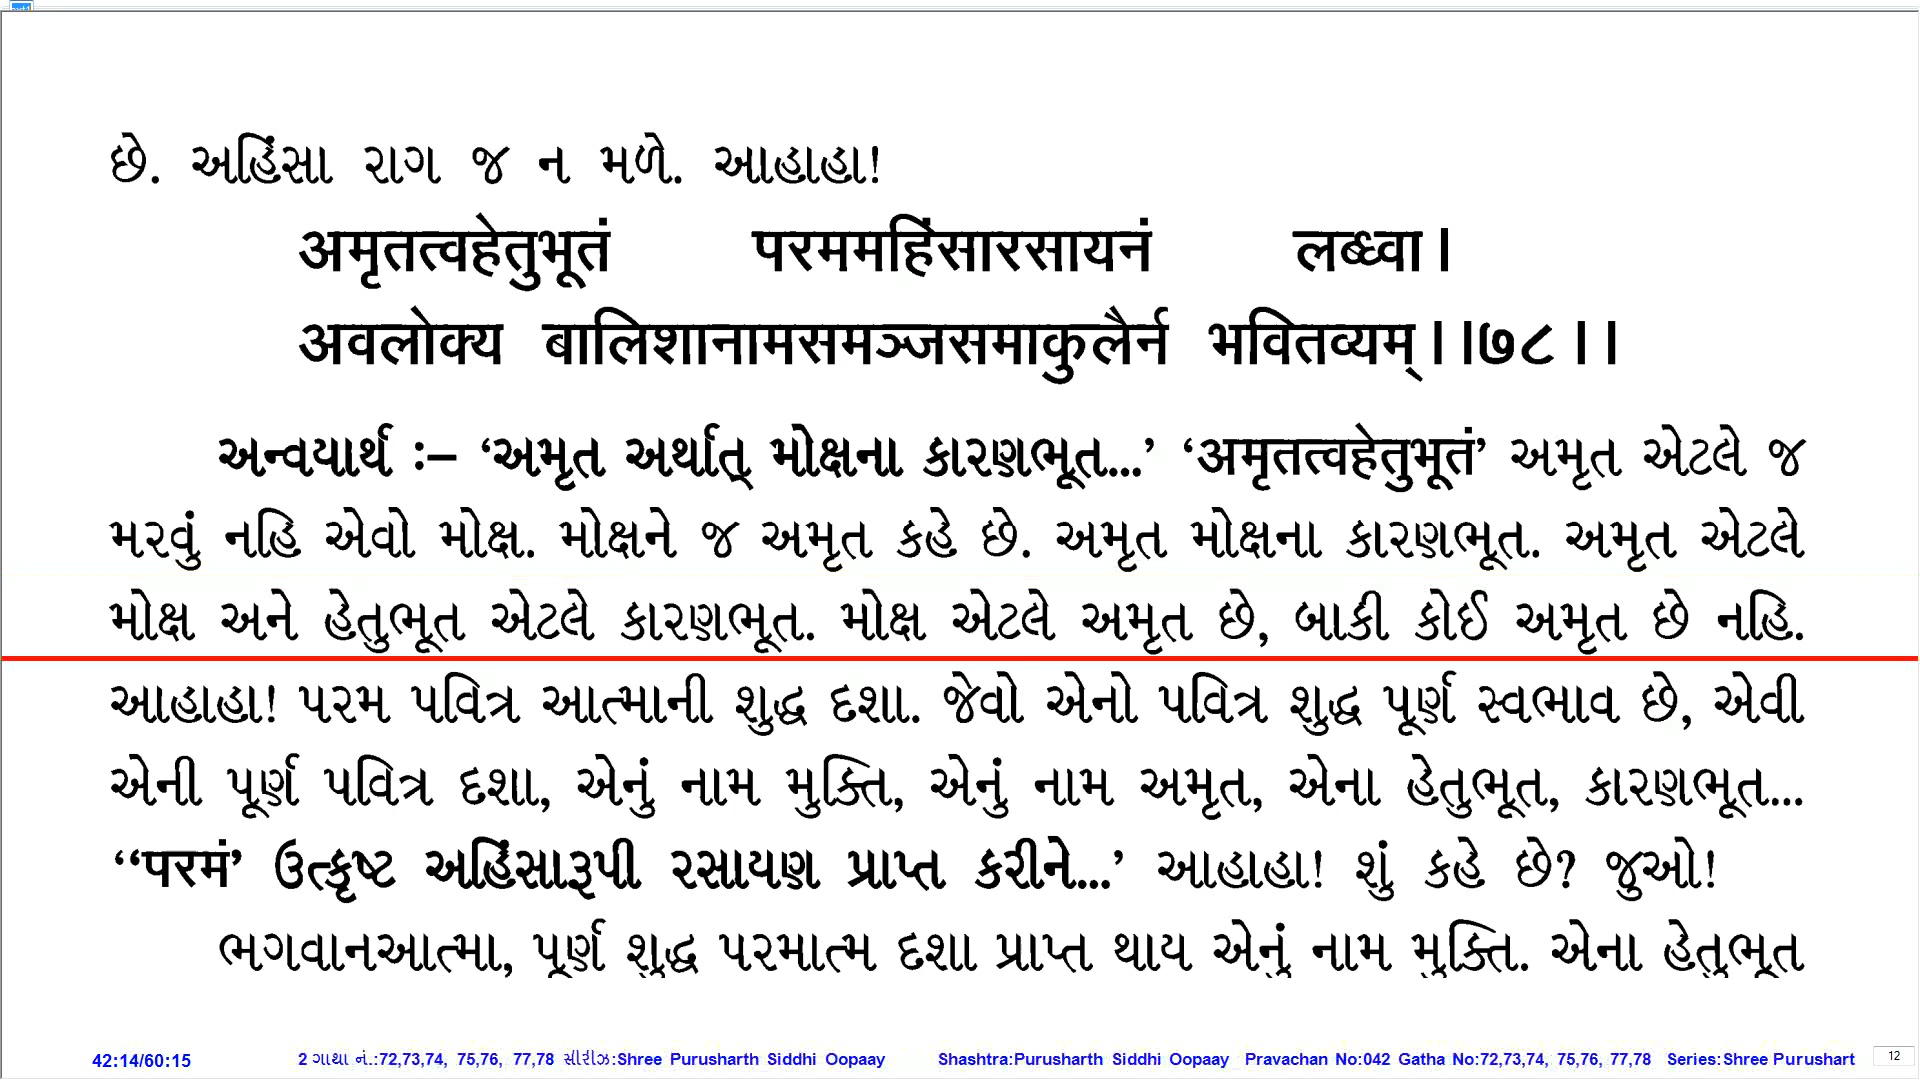 છે. અહિંસા રાગ જ ન મળે. આહાહા!
अमृतत्वहेतुभूतं परममहिंसारसायनं लब्ध्वा।
अवलोक्य बालिशानामसमञ्जसमाकुलैर्न भवितव्यम्।।७८।।
અન્વયાર્થ :– ‘અમૃત અર્થાત્ મોક્ષના કારણભૂત...’ ‘अमृतत्वहेतुभूतं’ અમૃત એટલે જ
મરવું નહિ એવો મોક્ષ. મોક્ષને જ અમૃત કહે છે. અમૃત મોક્ષના કારણભૂત. અમૃત એટલે
મોક્ષ અને હેતુભૂત એટલે કારણભૂત. મોક્ષ એટલે અમૃત છે, બાકી કોઈ અમૃત છે નહિ.
આહાહા! પરમ પવિત્ર આત્માની શુદ્ધ દશા. જેવો એનો પવિત્ર શુદ્ધ પૂર્ણ સ્વભાવ છે, એવી
એની પૂર્ણ પવિત્ર દશા, એનું નામ મુક્તિ, એનું નામ અમૃત, એના હેતુભૂત, કારણભૂત...
‘‘परमं’ ઉત્કૃષ્ટ અહિંસારૂપી રસાયણ પ્રાપ્ત કરીને...’ આહાહા! શું કહે છે? જુઓ!
ભગવાનઆત્મા, પૂર્ણ શુદ્ધ પરમાત્મ દશા પ્રાપ્ત થાય એનું નામ મુક્તિ. એના હેતુભૂત
42:14/60:15 2 ગાથા નં.:72,73,74, 75,76, 77,78 સીરીઝ:Shree Purusharth Siddhi Oopaay Shashtra:Purusharth Siddhi Oopaay Pravachan No:042 Gatha No:72,73,74, 75,76, 77,78 Series:Shree Purushart 12